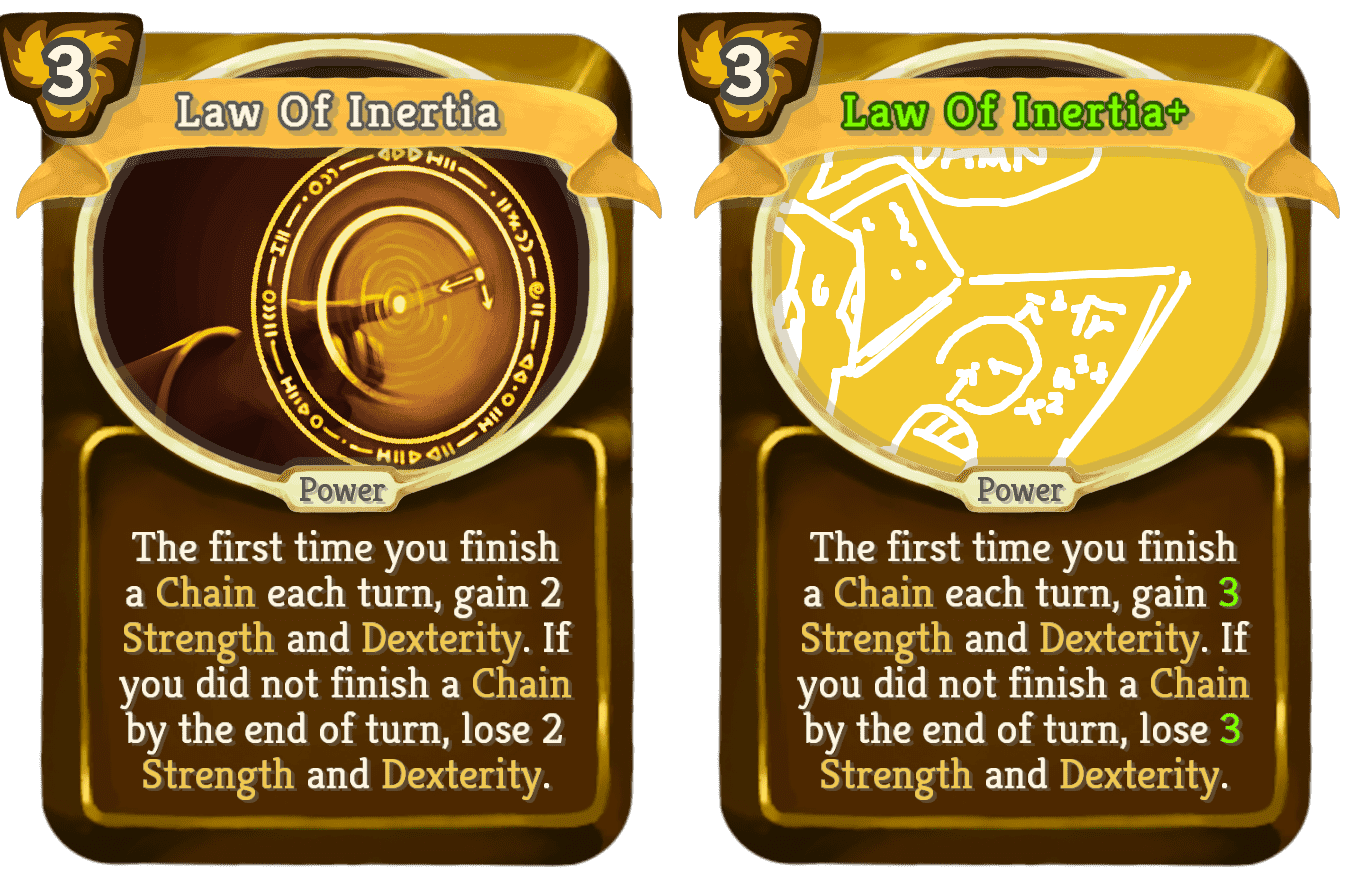 3
Law Of Inertia
Power
The first time you finish
a Chain each turn, gain 2
Strength and Dexterity. If
you did not finish a Chain
by the end of turn, lose 2
Strength and Dexterity.
3
Law Of Inertia+
DAMN
Power
The first time you finish
a Chain each turn, gain 3
Strength and Dexterity. If
you did not finish a Chain
by the end of turn, lose 3
Strength and Dexterity.